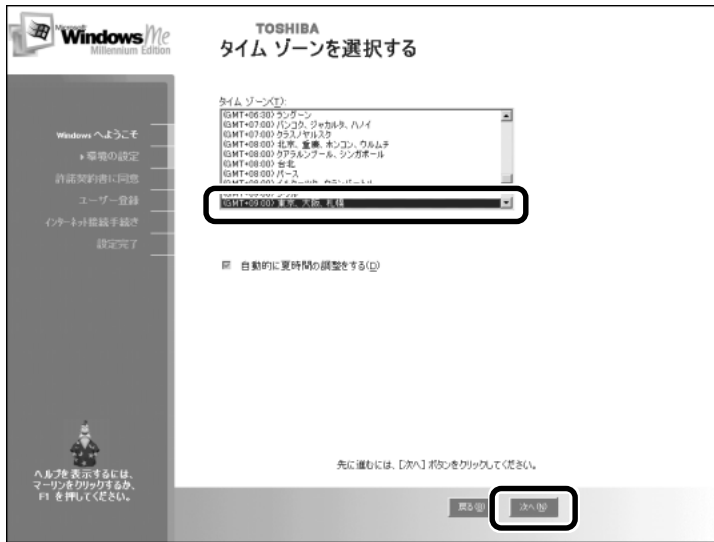 Microsoft
Windows Me
Millennium Edition
TOSHIBA
タイム ゾーンを選択する
Windows へようこそ
環境の設定
許諾契約書に同意
ユーザー登録
インターネット接続手続き
設定完了
タイム ゾーン(T):
(GMT+06:30) ラングーン
(GMT+07:00) バンコク、ジャカルタ、ハノイ
(GMT+07:00) クラスノヤルスク
(GMT+08:00) 北京、重慶、ホンコン、ウルムチ
(GMT+08:00) クアラルンプール、シンガポール
(GMT+08:00) 台北
(GMT+08:00) パース
(GMT+09:00) 東京、大阪、札幌
自動的に夏時間の調整をする(D)
ヘルプを表示するには、
マーリンをクリックするか、
F1 を押してください。
先に進むには、[次へ] ボタンをクリックしてください。
戻る(B)
次へ(N)